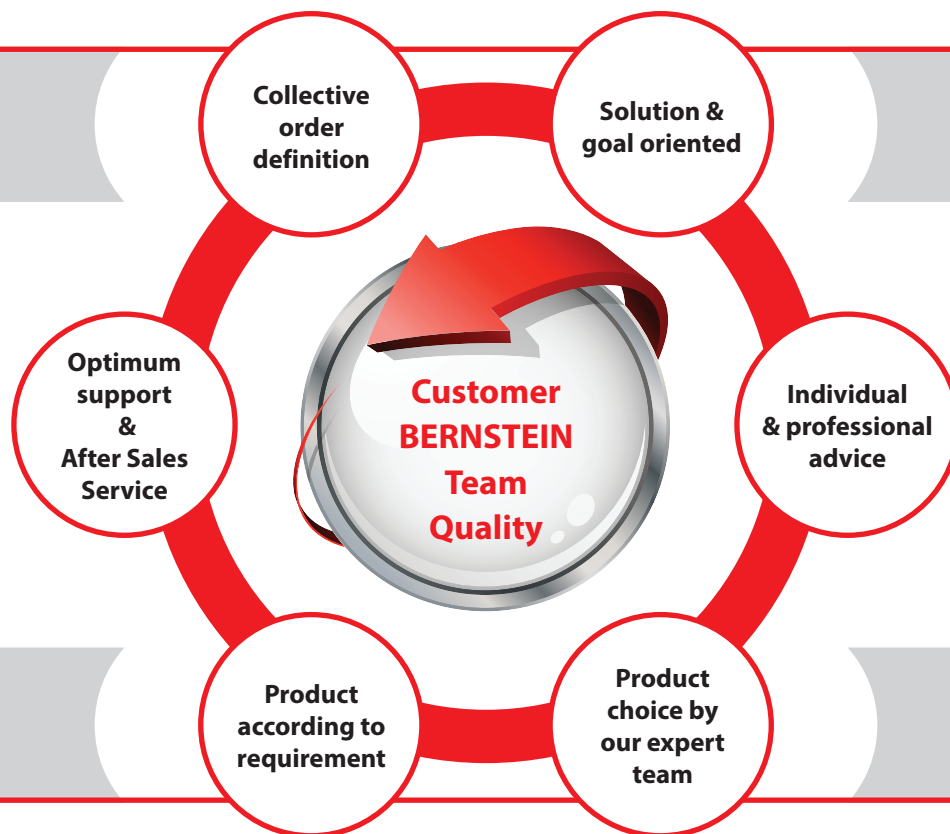 Collective
order
definition
Solution &
goal oriented
Optimum
support
&
After Sales
Service
Customer
BERNSTEIN
Team
Quality
Individual
& professional
advice
Product
according to
requirement
Product
choice by
our expert
team